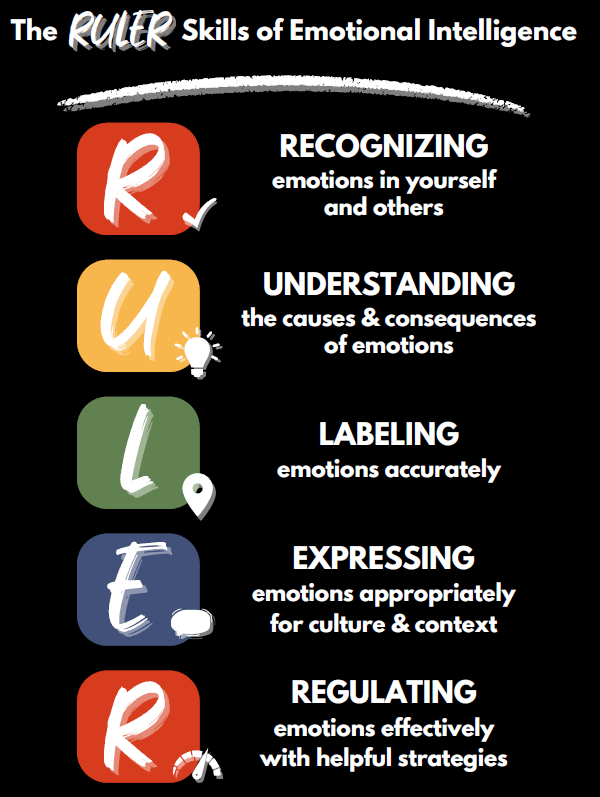 The RULER Skills of Emotional Intelligence
R
RECOGNIZING
emotions in yourself
and others
U
UNDERSTANDING
the causes & consequences
of emotions
L
LABELING
emotions accurately
E
EXPRESSING
emotions appropriately
for culture & context
R
REGULATING
emotions effectively
with helpful strategies